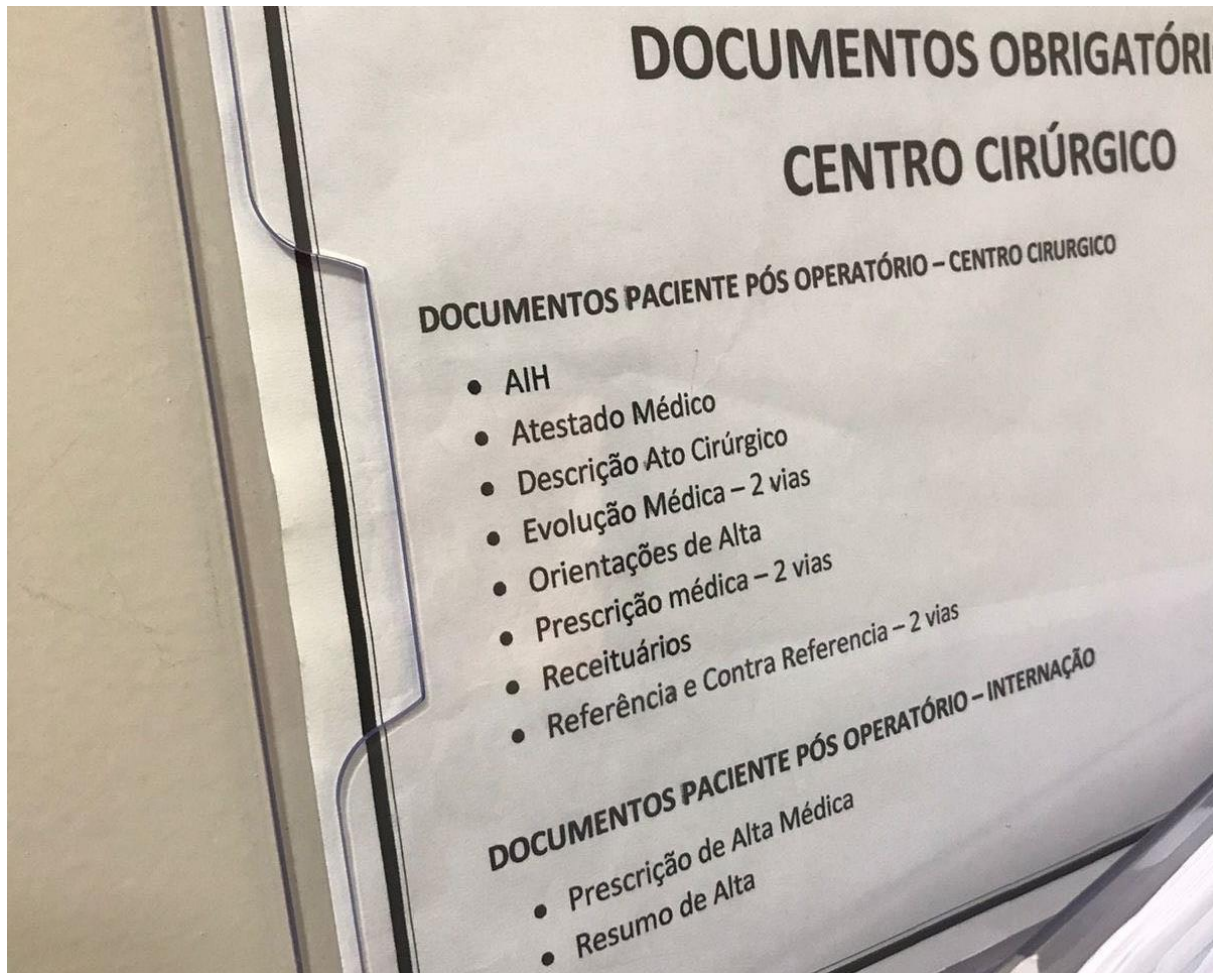 DOCUMENTOS OBRIGATÓRI
CENTRO CIRÚRGICO
DOCUMENTOS PACIENTE PÓS OPERATÓRIO – CENTRO CIRURGICO
• AIH
• Atestado Médico
• Descrição Ato Cirúrgico
• Evolução Médica – 2 vias
• Orientações de Alta
• Prescrição médica – 2 vias
• Receituários
• Referência e Contra Referencia – 2 vias
DOCUMENTOS PACIENTE PÓS OPERATÓRIO – INTERNAÇÃO
• Prescrição de Alta Médica
• Resumo de Alta